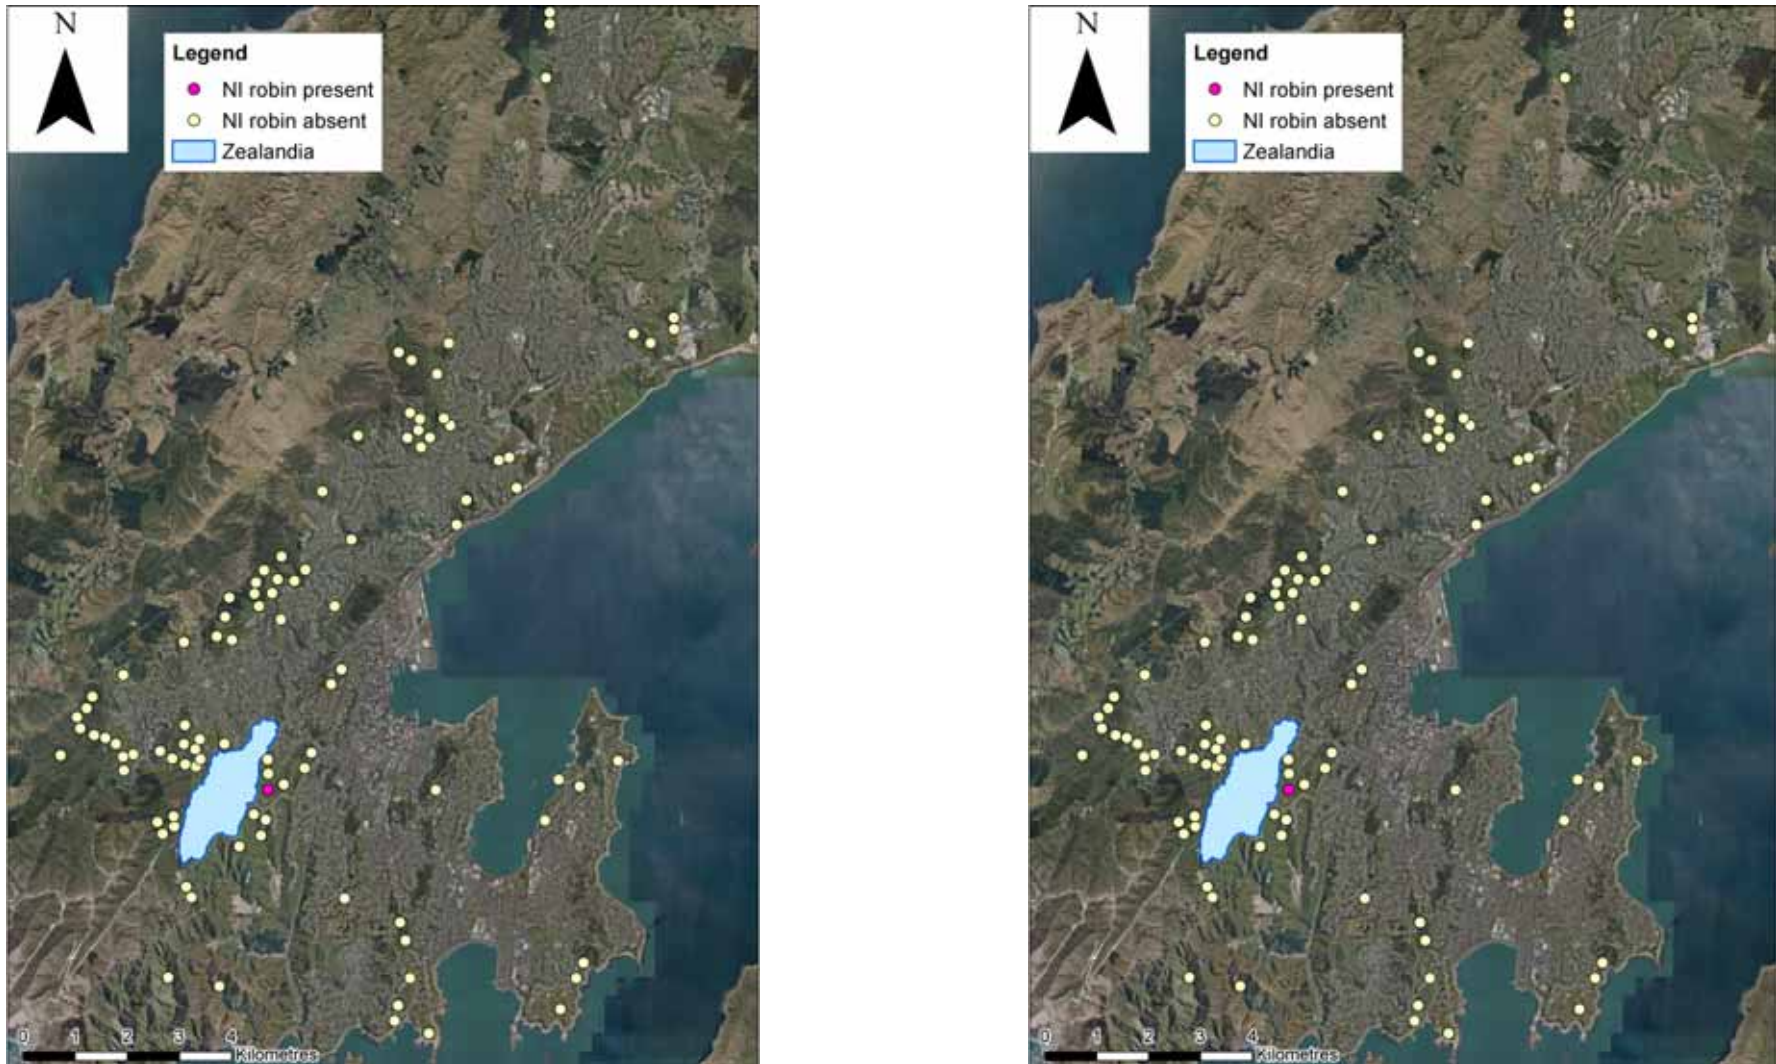 N
Legend
NI robin present
NI robin absent
Zealandia
0 1 2 3 4
Kilometres
N
Legend
NI robin present
NI robin absent
Zealandia
0 1 2 3 4
Kilometres